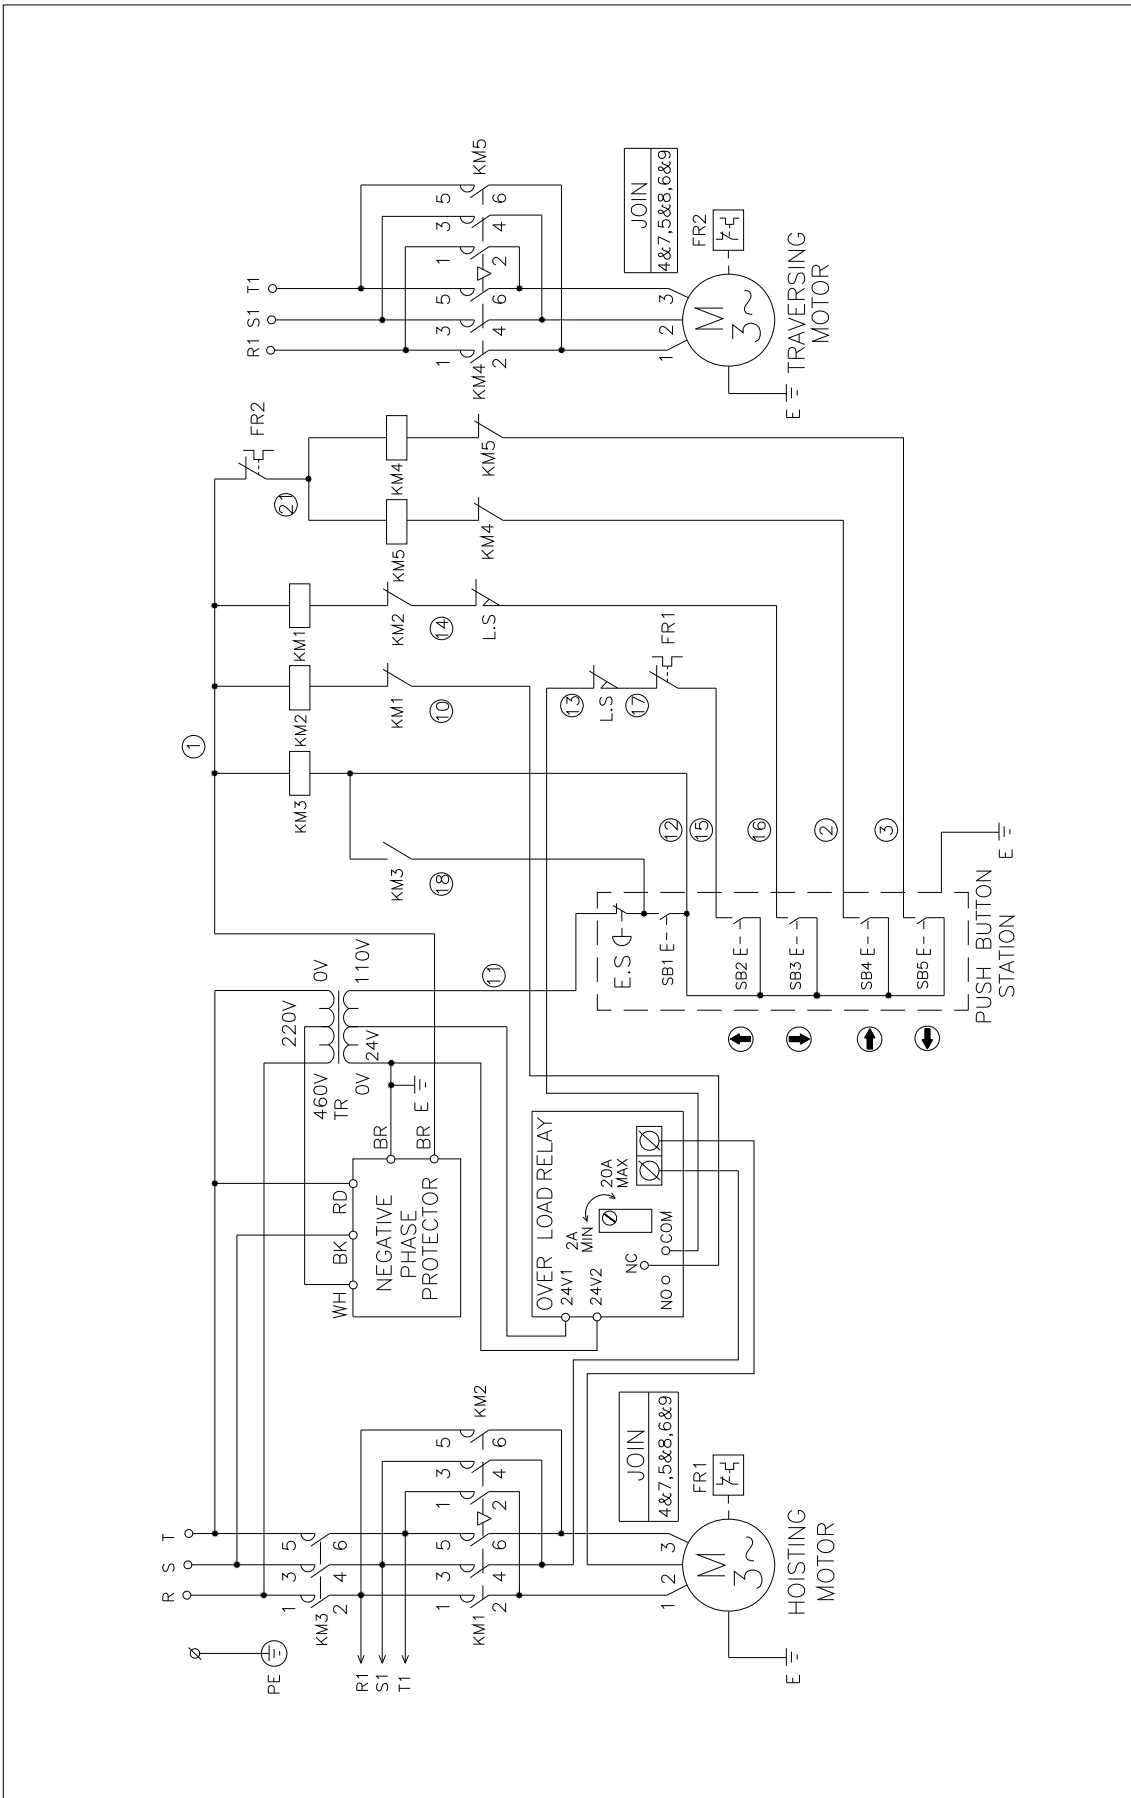 R
S
T
PE
1
3
5
KM3
2
4
6
R1
S1
T1
1
3
5
1
3
5
KM1
2
4
6
2
4
6
KM2
JOIN
4&7,5&8,6&9
FR1
1
2
3
M
3~
E
HOISTING
MOTOR
460V
220V
0V
TR
0V
24V
110V
WH
BK
RD
BR
BR
E
NEGATIVE
PHASE
PROTECTOR
OVER LOAD RELAY
24V1
24V2
2A
MIN
20A
MAX
NO
NC
COM
1
11
KM3
KM2
KM1
KM3
18
KM1
10
KM2
14
L.S
13
L.S
17
FR1
FR2
21
KM5
KM4
KM4
KM5
12
15
16
2
3
E.S
SB1 E--
SB2 E--
SB3 E--
SB4 E--
SB5 E--
PUSH BUTTON
STATION
E
R1
S1
T1
1
3
5
1
3
5
KM4
2
4
6
2
4
6
KM5
JOIN
4&7,5&8,6&9
FR2
1
2
3
M
3~
E
TRAVERSING
MOTOR